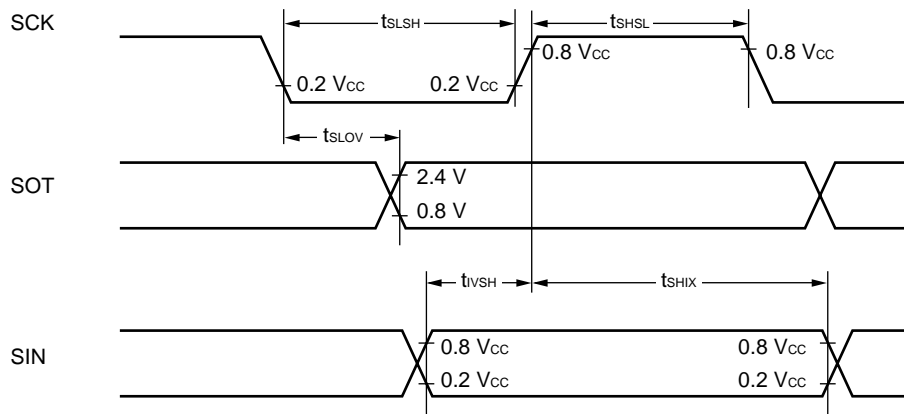 SCK
tSLSH
tSHSL
0.2 VCC
0.2 VCC
0.8 VCC
0.8 VCC
tSLOV
SOT
2.4 V
0.8 V
tIVSH
tSHIX
SIN
0.8 VCC
0.8 VCC
0.2 VCC
0.2 VCC